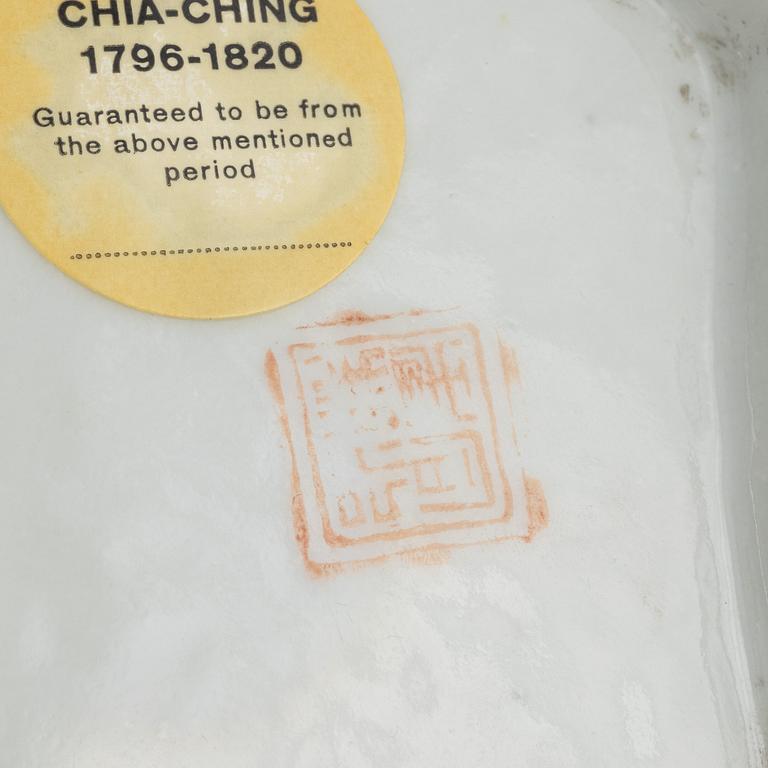 CHIA-CHING
1796-1820
Guaranteed to be from
the above mentioned
period